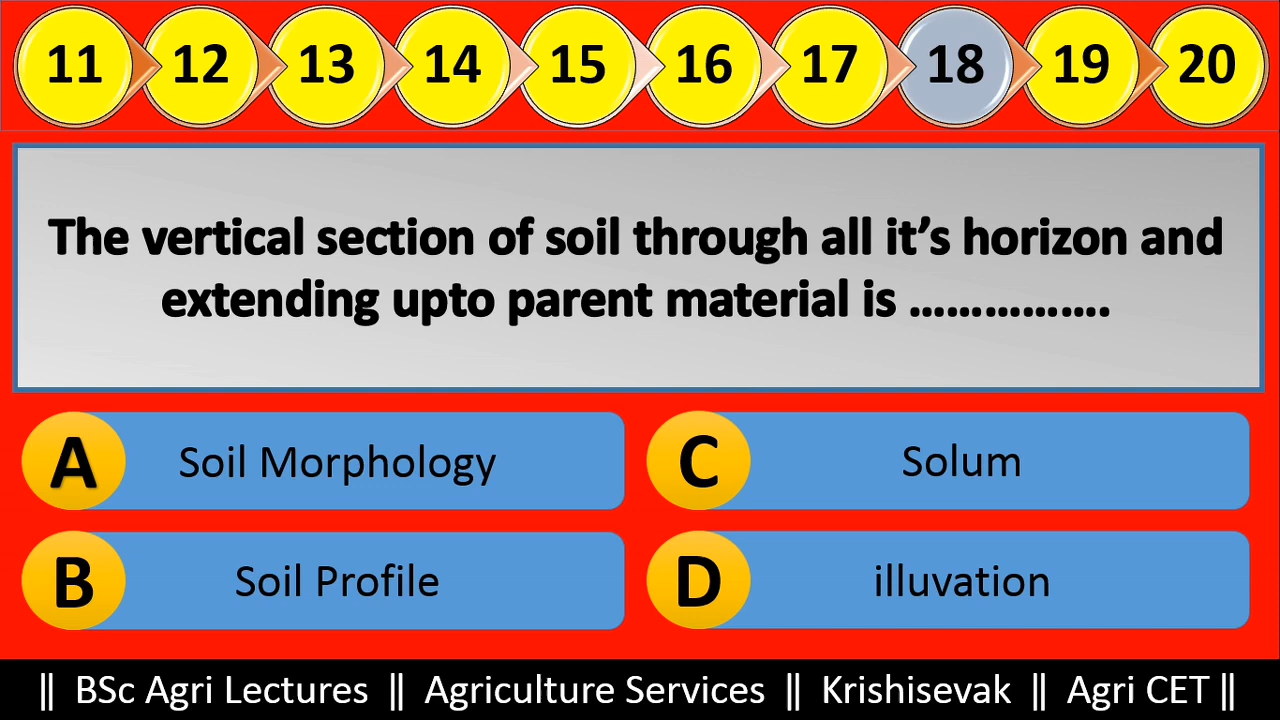 11 12 13 14 15 16 17 18 19 20
The vertical section of soil through all it’s horizon and
extending upto parent material is …………….
A Soil Morphology
C Solum
B Soil Profile
D illuvation
|| BSc Agri Lectures || Agriculture Services || Krishisevak || Agri CET ||